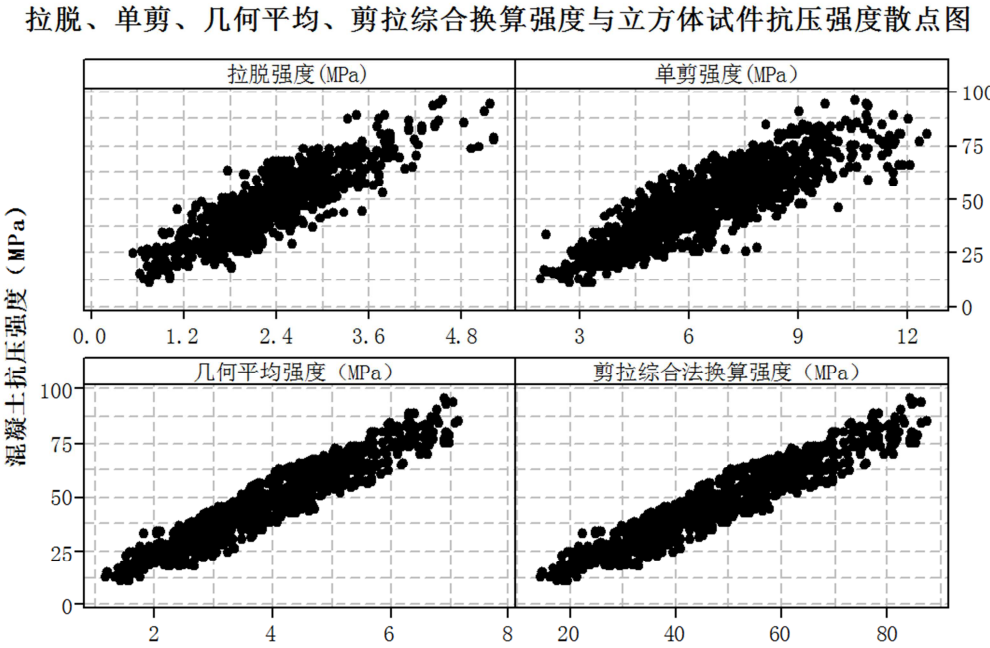 拉脱、单剪、几何平均、剪拉综合换算强度与立方体试件抗压强度散点图
拉脱强度(MPa)
单剪强度(MPa)
100
75
50
25
0
0.0 1.2 2.4 3.6 4.8
3 6 9 12
混凝土抗压强度(MPa)
几何平均强度(MPa)
剪拉综合法换算强度(MPa)
100
75
50
25
0
2 4 6 8
20 40 60 80